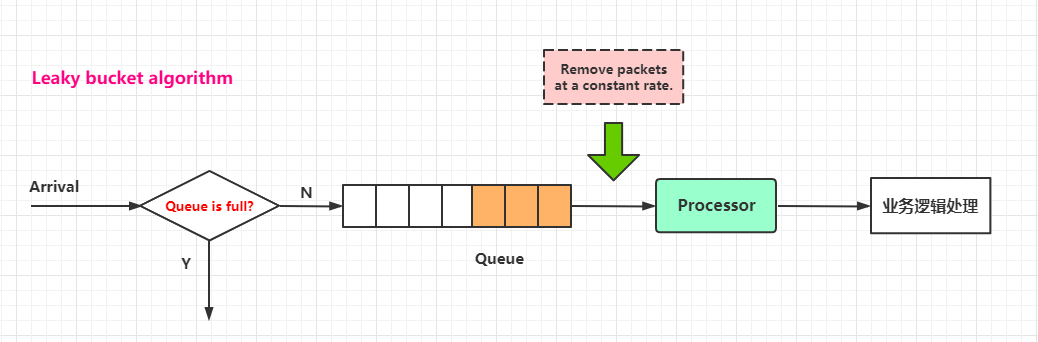 Leaky bucket algorithm
Remove packets
at a constant rate.
Arrival
Queue is full?
N
Y
Queue
Processor
业务逻辑处理